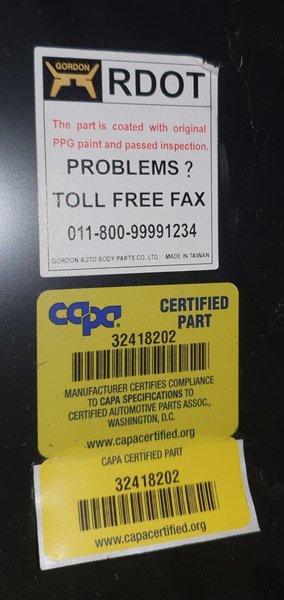 GORDON
RDOT
The part is coated with original
PPG paint and passed inspection.
PROBLEMS ?
TOLL FREE FAX
011-800-99991234
GORDON AUTO BODY PARTS CO.,LTD. MADE IN TAIWAN
capa®
CERTIFIED
PART
32418202
MANUFACTURER CERTIFIES COMPLIANCE
TO CAPA SPECIFICATIONS TO
CERTIFIED AUTOMOTIVE PARTS ASSOC.,
WASHINGTON, D.C.
www.capacertified.org
CAPA CERTIFIED PART
32418202
www.capacertified.org